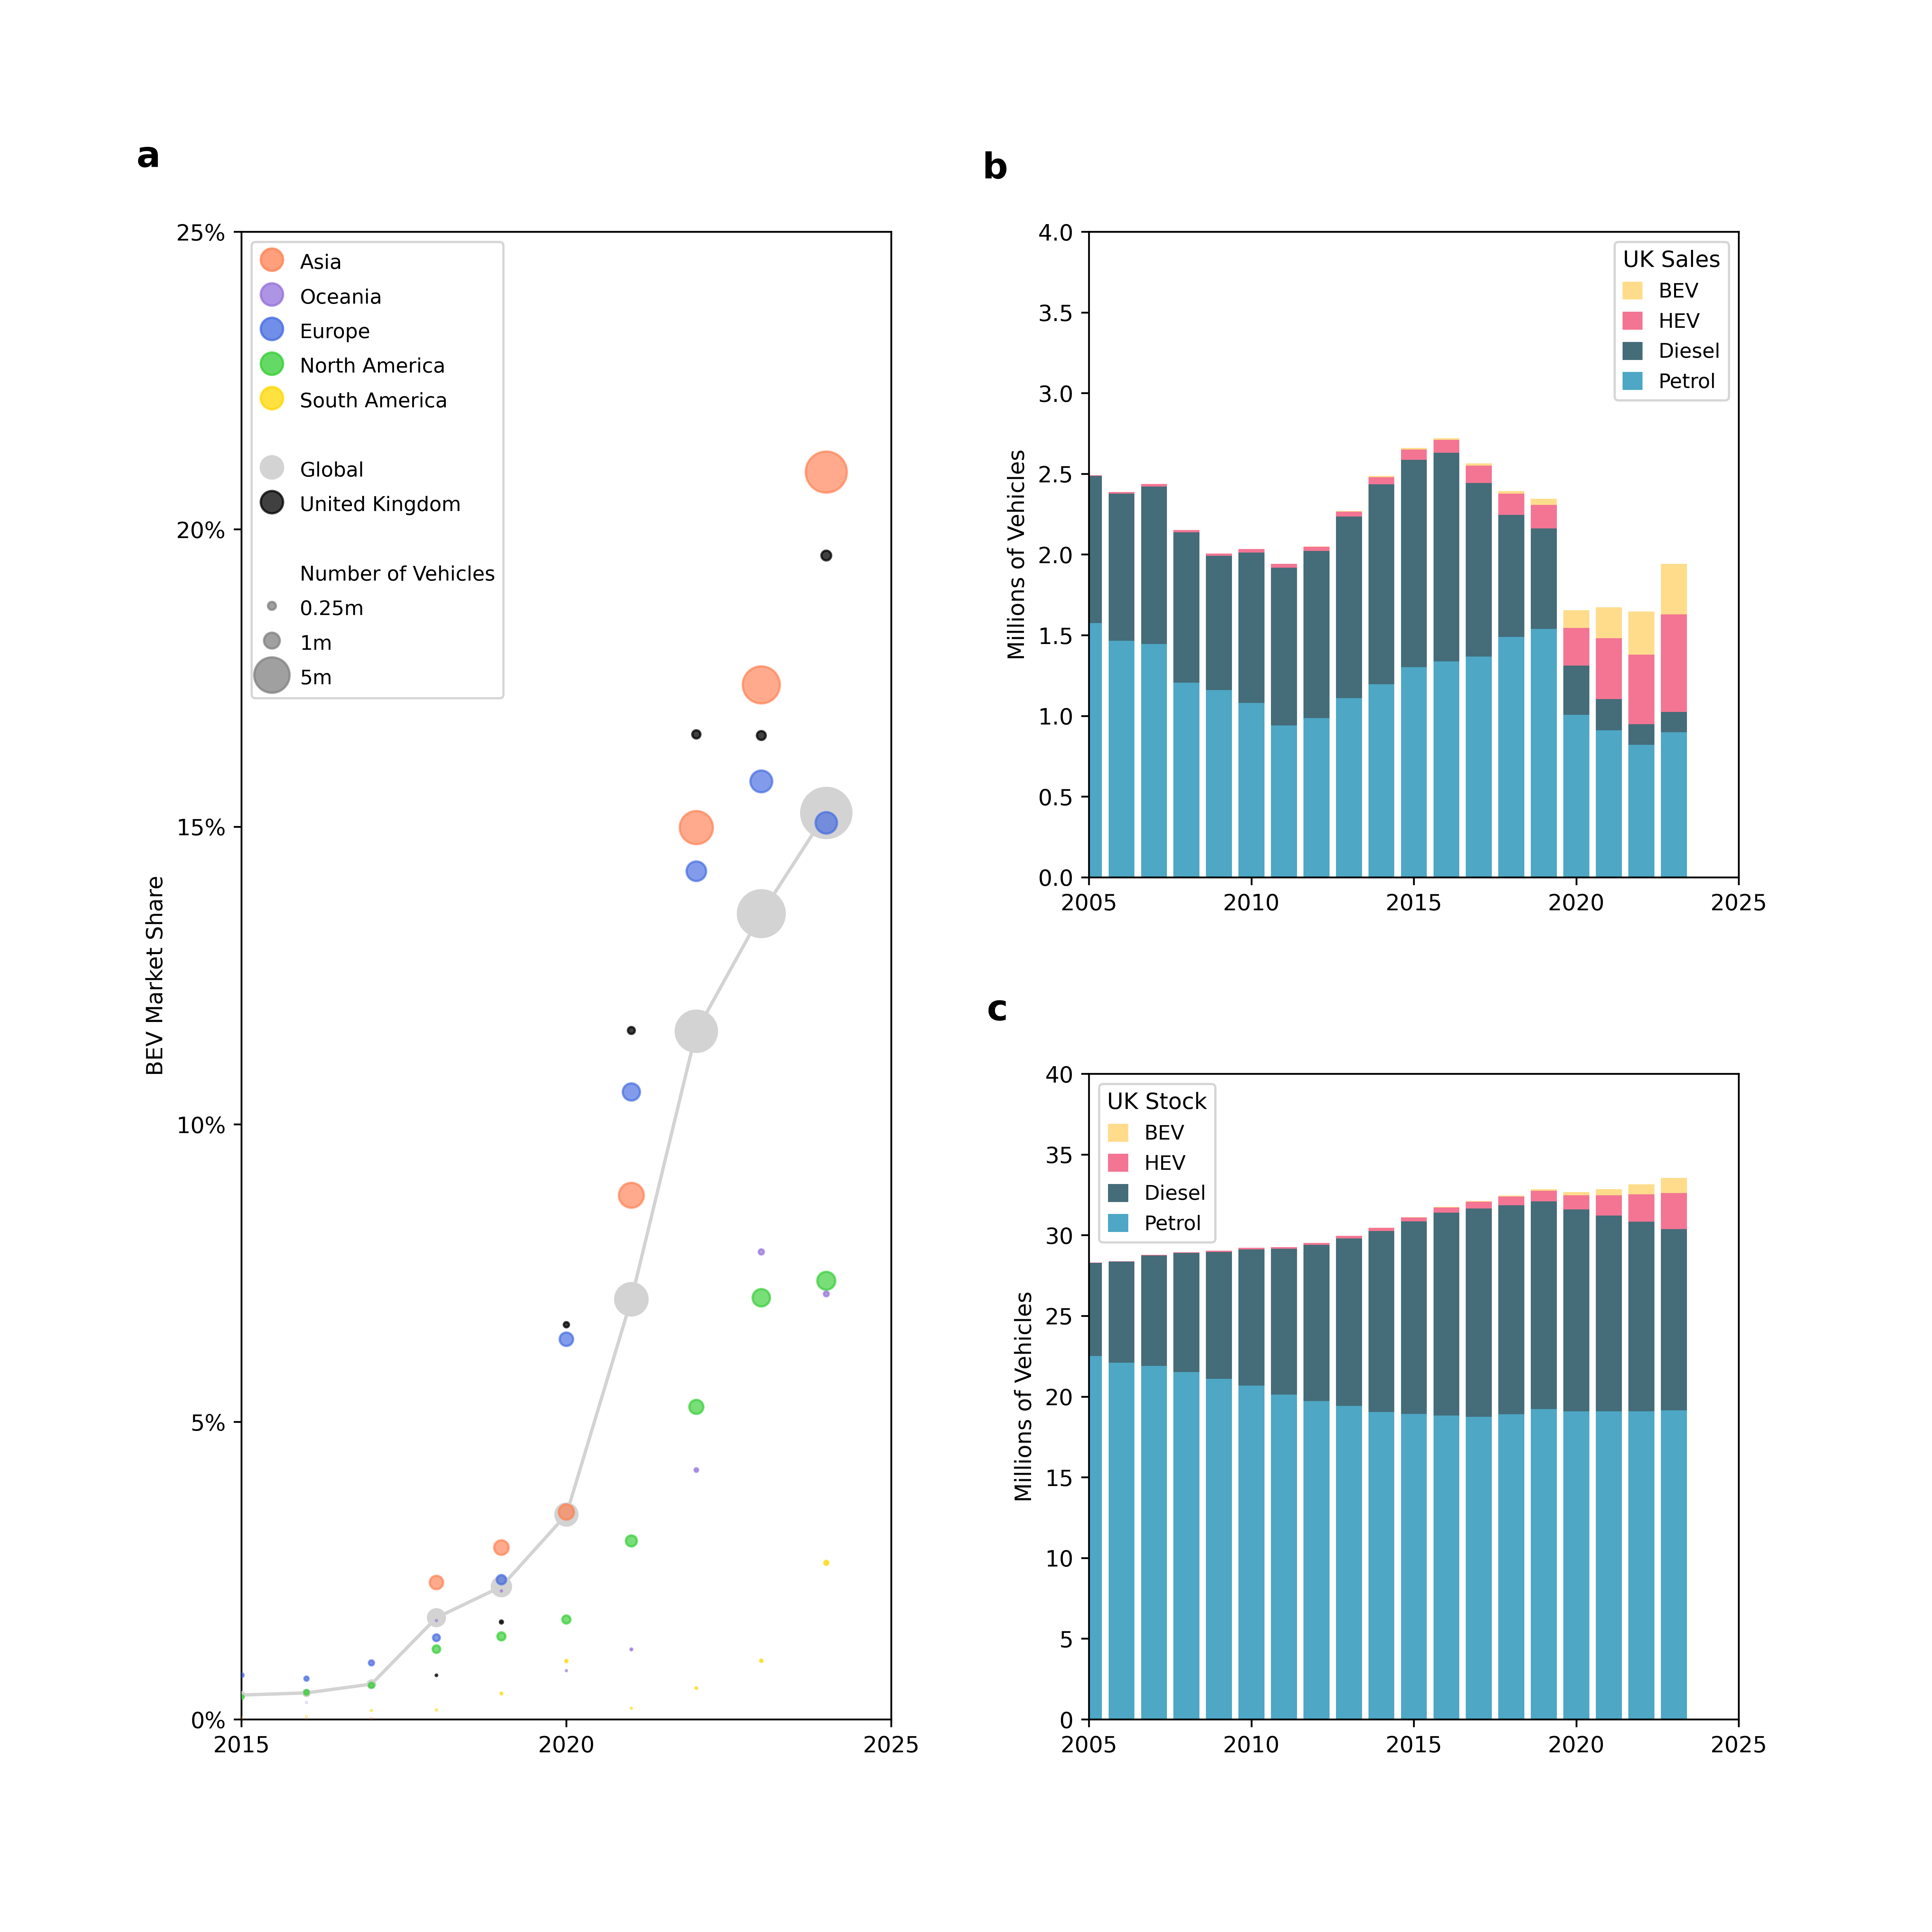 a
25%
20%
15%
10%
5%
0%
BEV Market Share
2015
2020
2025
Asia
Oceania
Europe
North America
South America
Global
United Kingdom
Number of Vehicles
0.25m
1m
5m
b
4.0
3.5
3.0
2.5
2.0
1.5
1.0
0.5
0.0
Millions of Vehicles
2005
2010
2015
2020
2025
UK Sales
BEV
HEV
Diesel
Petrol
c
40
35
30
25
20
15
10
5
0
Millions of Vehicles
2005
2010
2015
2020
2025
UK Stock
BEV
HEV
Diesel
Petrol